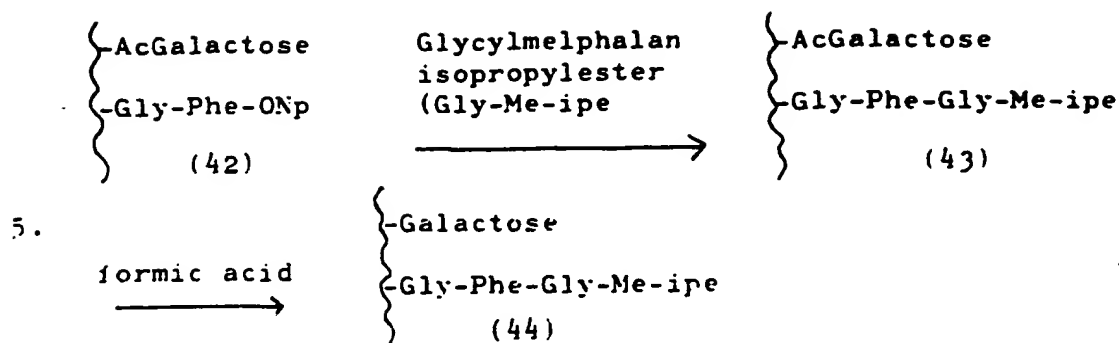 -AcGalactose
-Gly-Phe-ONp
(42)
Glycylmelphalan
isopropylester
(Gly-Me-ipe
-AcGalactose
-Gly-Phe-Gly-Me-ipe
(43)
5.
formic acid
-Galactose
-Gly-Phe-Gly-Me-ipe
(44)